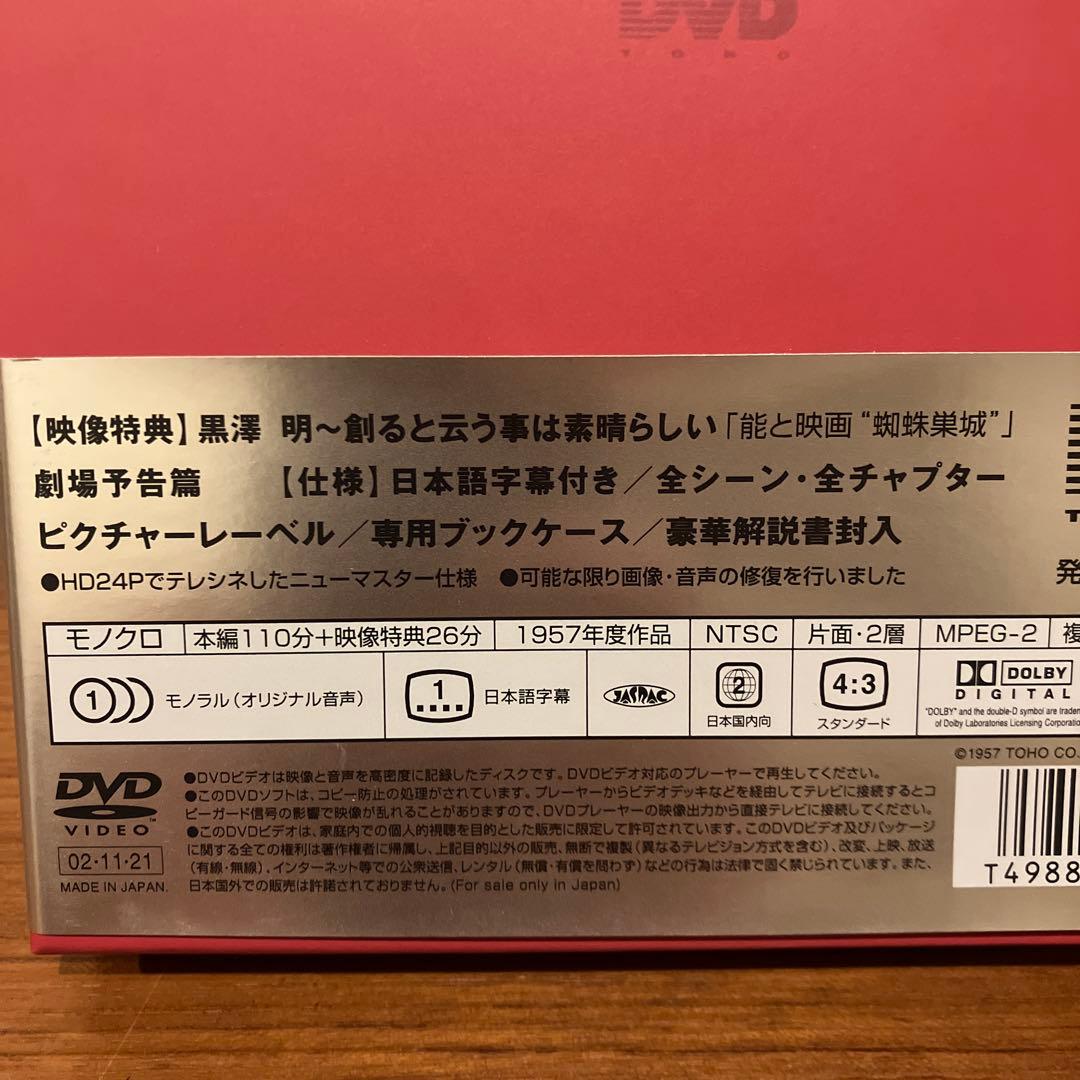 DVD
TOHO
【映像特典】黒澤 明~創ると云う事は素晴らしい「能と映画“蜘蛛巣城”」
劇場予告篇 【仕様】日本語字幕付き/全シーン・全チャプター
ピクチャーレーベル/専用ブックケース/豪華解説書封入
●HD24Pでテレシネしたニューマスター仕様 ●可能な限り画像・音声の修復を行いました
発
モノクロ 本編110分+映像特典26分 1957年度作品 NTSC 片面・2層 MPEG-2 複
1 モノラル(オリジナル音声) 1 日本語字幕 JASRAC 2 日本国内向 4:3 スタンダード DOLBY DIGITAL
"DOLBY" and the double-D symbol are
of Dolby Laboratories Licensing
©1957 TOHO CO.
DVD VIDEO
●DVDビデオは映像と音声を高密度に記録したディスクです。DVDビデオ対応のプレーヤーで再生してください。
●このDVDソフトは、コピー防止の処理がされています。プレーヤーからビデオデッキなどを経由してテレビに接続するとコ
ピーガード信号の影響で映像が乱れることがありますので、DVDプレーヤーの映像出力から直接テレビに接続してください。
●このDVDビデオは、家庭内での個人的視聴を目的とした販売に限定して許可されています。このDVDビデオ及びパッケージ
に関する全ての権利は著作権者に帰属し、上記目的以外の販売、無断で複製(異なるテレビジョン方式を含む)、改変、上映、放送
(有線・無線)、インターネット等での公衆送信、レンタル(無償・有償を問わず)などの行為は法律で固く禁じられています。また、
日本国外での販売は許諾されておりません。(For sale only in Japan)
02・11・21
MADE IN JAPAN.
T4988